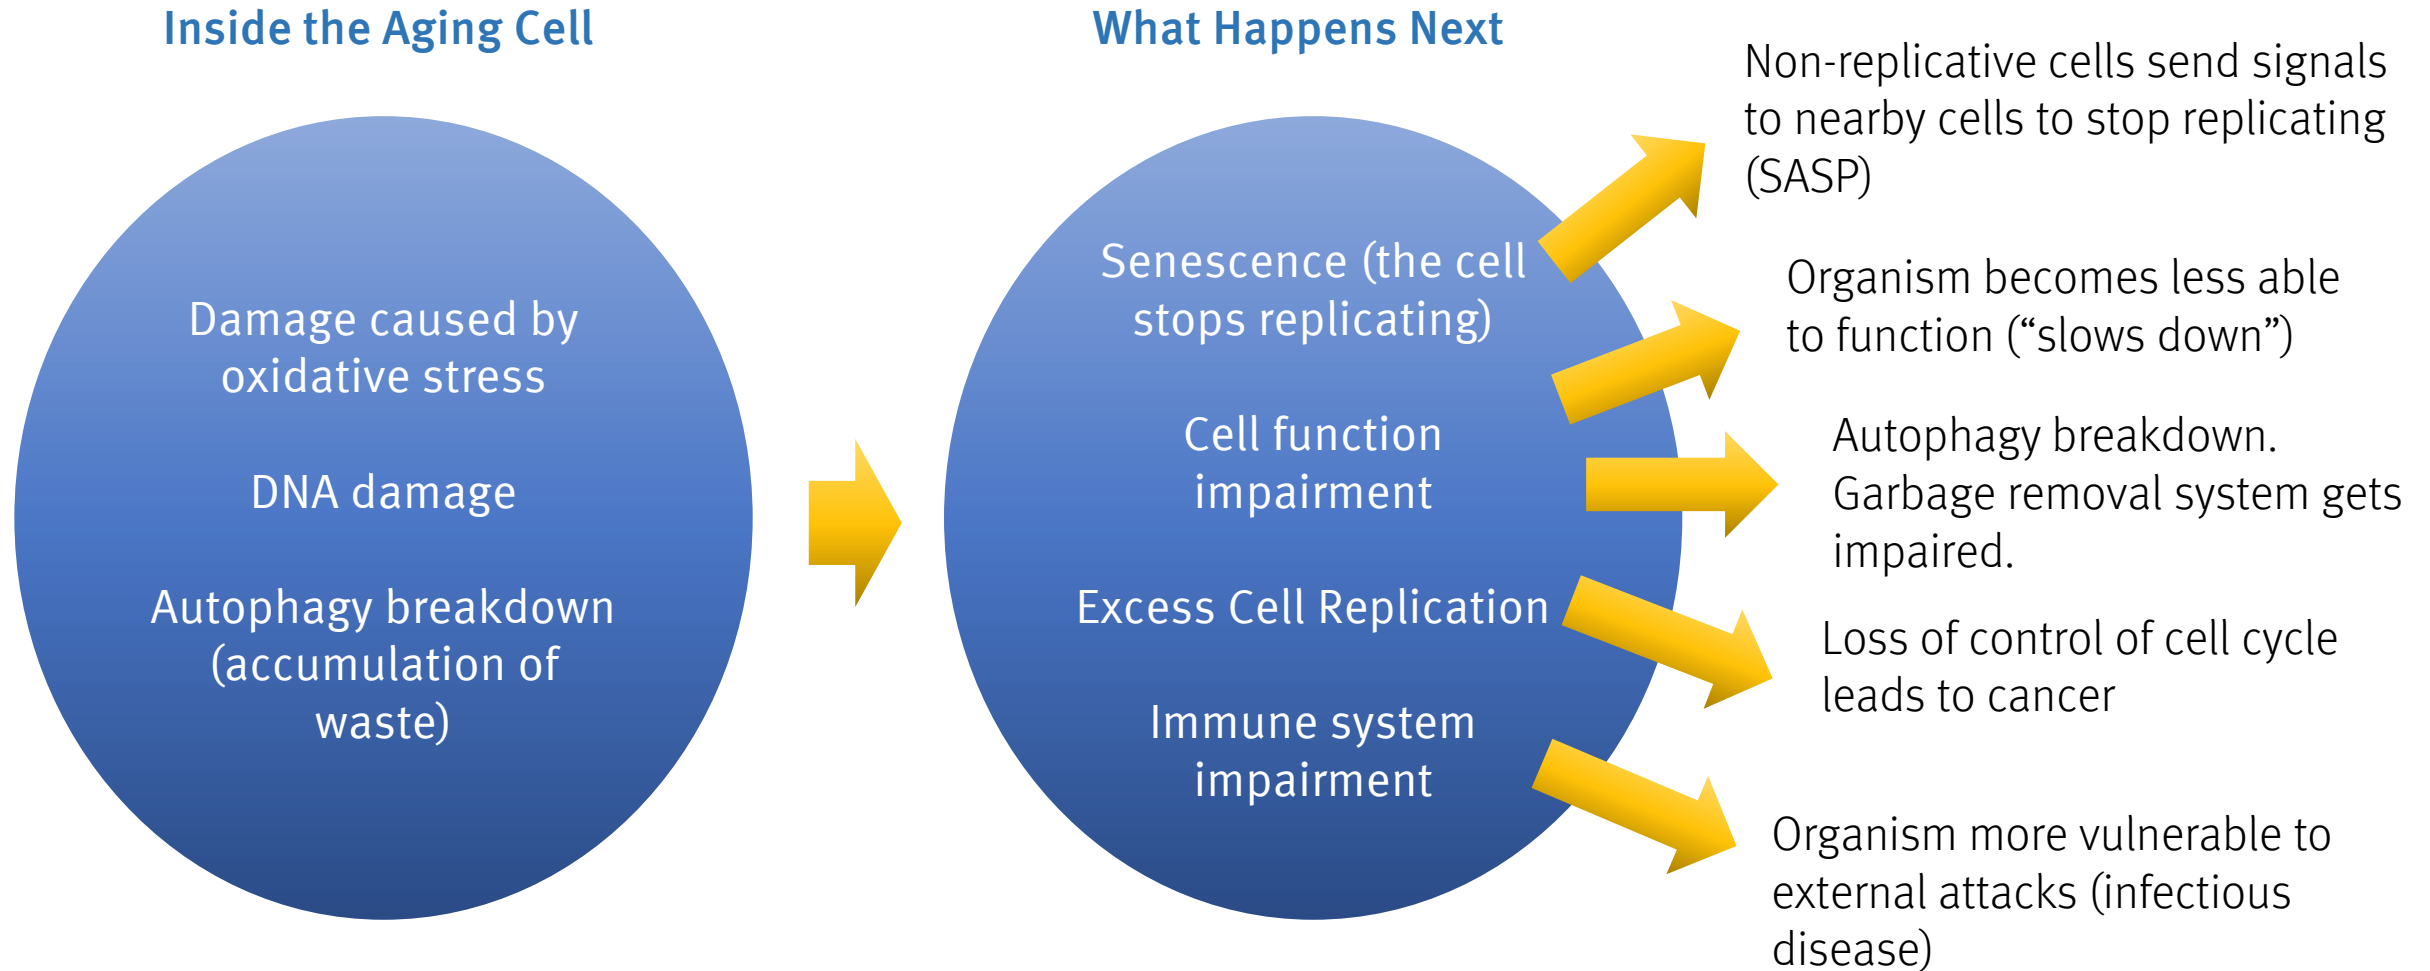 Inside the Aging Cell
Damage caused by
oxidative stress
DNA damage
Autophagy breakdown
(accumulation of
waste)
What Happens Next
Senescence (the cell
stops replicating)
Cell function
impairment
Excess Cell Replication
Immune system
impairment
Non-replicative cells send signals
to nearby cells to stop replicating
(SASP)
Organism becomes less able
to function (“slows down”)
Autophagy breakdown.
Garbage removal system gets
impaired.
Loss of control of cell cycle
leads to cancer
Organism more vulnerable to
external attacks (infectious
disease)